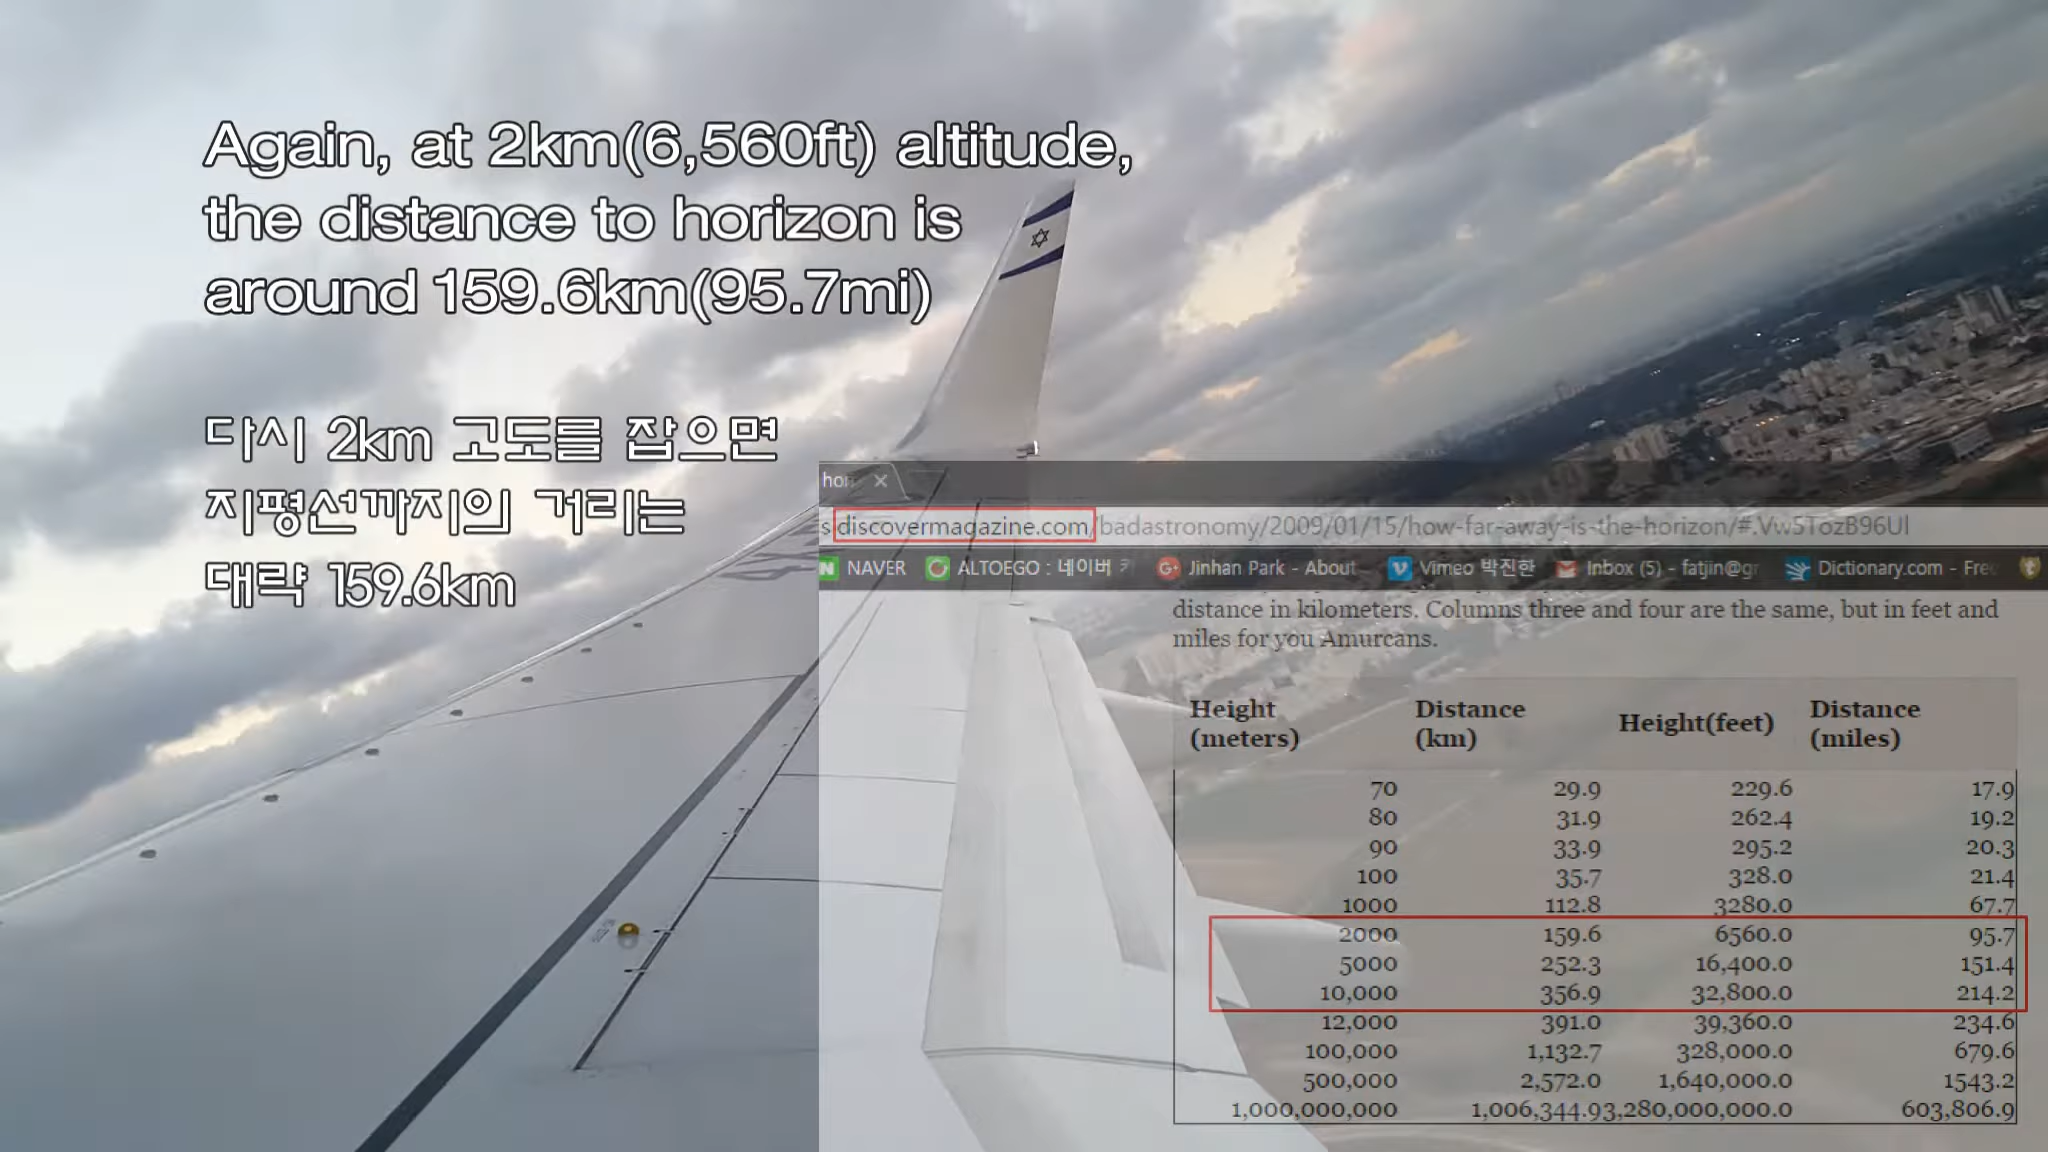 Again, at 2km(6,560ft) altitude,
the distance to horizon is
around 159.6km(95.7mi)
다시 2km 고도를 잡으면
지평선까지의 거리는
대략 159.6km
hon
s.discovermagazine.com/badastronomy/2009/01/15/how-far-away-is-the-horizon/#.Vw5TozB96Ul
NAVER ALTOEGO : 네이버 Jinhan Park - About Vimeo 박진한 Inbox (5) - fatjin@gr Dictionary.com - Free
distance in kilometers. Columns three and four are the same, but in feet and
miles for you Amurcans.
Height (meters) Distance (km) Height(feet) Distance (miles)
70 29.9 229.6 17.9
80 31.9 262.4 19.2
90 33.9 295.2 20.3
100 35.7 328.0 21.4
1000 112.8 3280.0 67.7
2000 159.6 6560.0 95.7
5000 252.3 16,400.0 151.4
10,000 356.9 32,800.0 214.2
12,000 391.0 39,360.0 234.6
100,000 1,132.7 328,000.0 679.6
500,000 2,572.0 1,640,000.0 1543.2
1,000,000,000 1,006,344.9 3,280,000,000.0 603,806.9